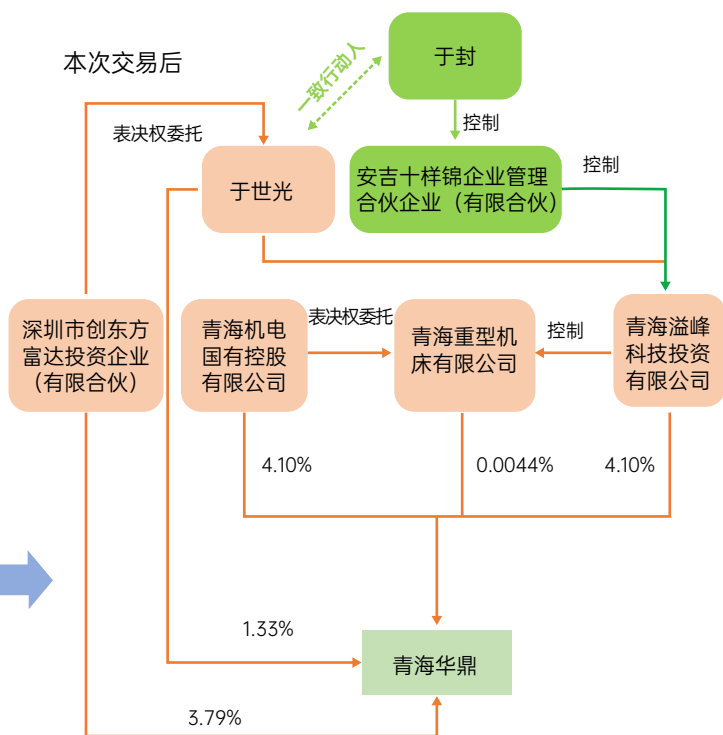 本次交易后
于封
一致行动人
控制
表决权委托
于世光
安吉十样锦企业管理
合伙企业（有限合伙）
控制
深圳市创东方
富达投资企业
（有限合伙）
青海机电
国有控股
有限公司
表决权委托
青海重型机
床有限公司
控制
青海溢峰
科技投资
有限公司
4.10%
0.0044%
4.10%
1.33%
青海华鼎
3.79%